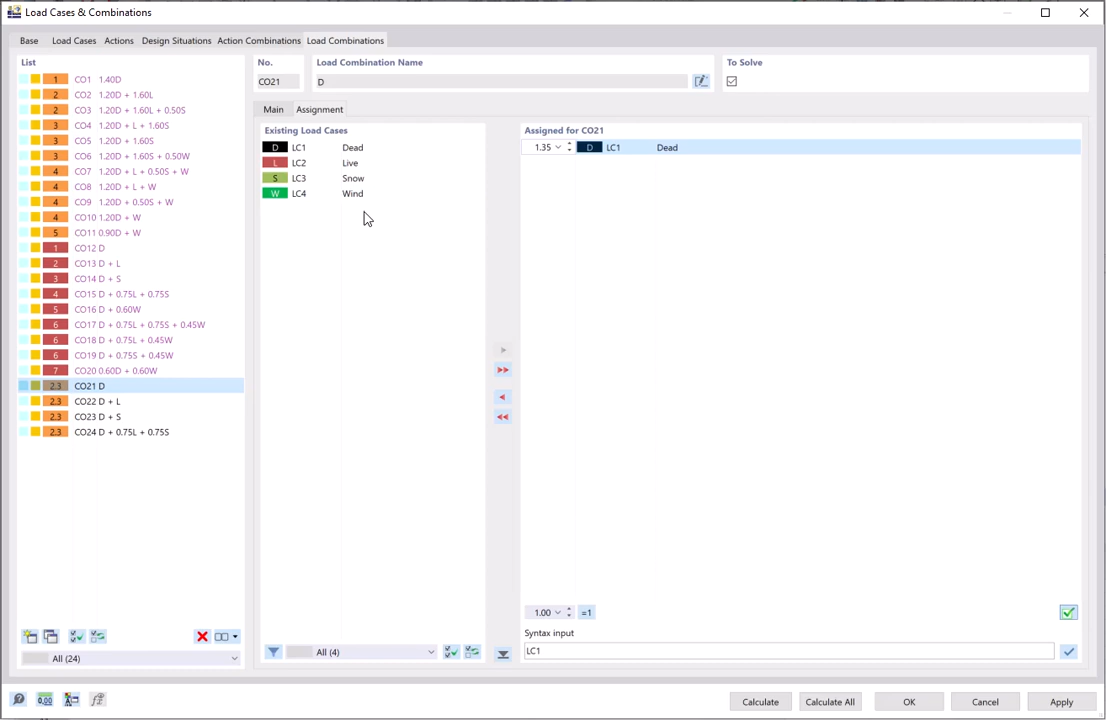 Load Cases & Combinations
Base Load Cases Actions Design Situations Action Combinations Load Combinations
List
1 CO1 1.40D
2 CO2 1.20D + 1.60L
2 CO3 1.20D + 1.60L + 0.50S
3 CO4 1.20D + L + 1.60S
3 CO5 1.20D + 1.60S
3 CO6 1.20D + 1.60S + 0.50W
4 CO7 1.20D + L + 0.50S + W
4 CO8 1.20D + L + W
4 CO9 1.20D + 0.50S + W
4 CO10 1.20D + W
5 CO11 0.90D + W
1 CO12 D
2 CO13 D + L
3 CO14 D + S
4 CO15 D + 0.75L + 0.75S
5 CO16 D + 0.60W
6 CO17 D + 0.75L + 0.75S + 0.45W
6 CO18 D + 0.75L + 0.45W
6 CO19 D + 0.75S + 0.45W
7 CO20 0.60D + 0.60W
2.3 CO21 D
2.3 CO22 D + L
2.3 CO23 D + S
2.3 CO24 D + 0.75L + 0.75S
All (24)
No.
CO21
Load Combination Name
D
To Solve
Main Assignment
Existing Load Cases
D LC1 Dead
L LC2 Live
S LC3 Snow
W LC4 Wind
All (4)
Assigned for CO21
1.35 D LC1 Dead
1.00 =1
Syntax input
LC1
0,00
Calculate Calculate All OK Cancel Apply